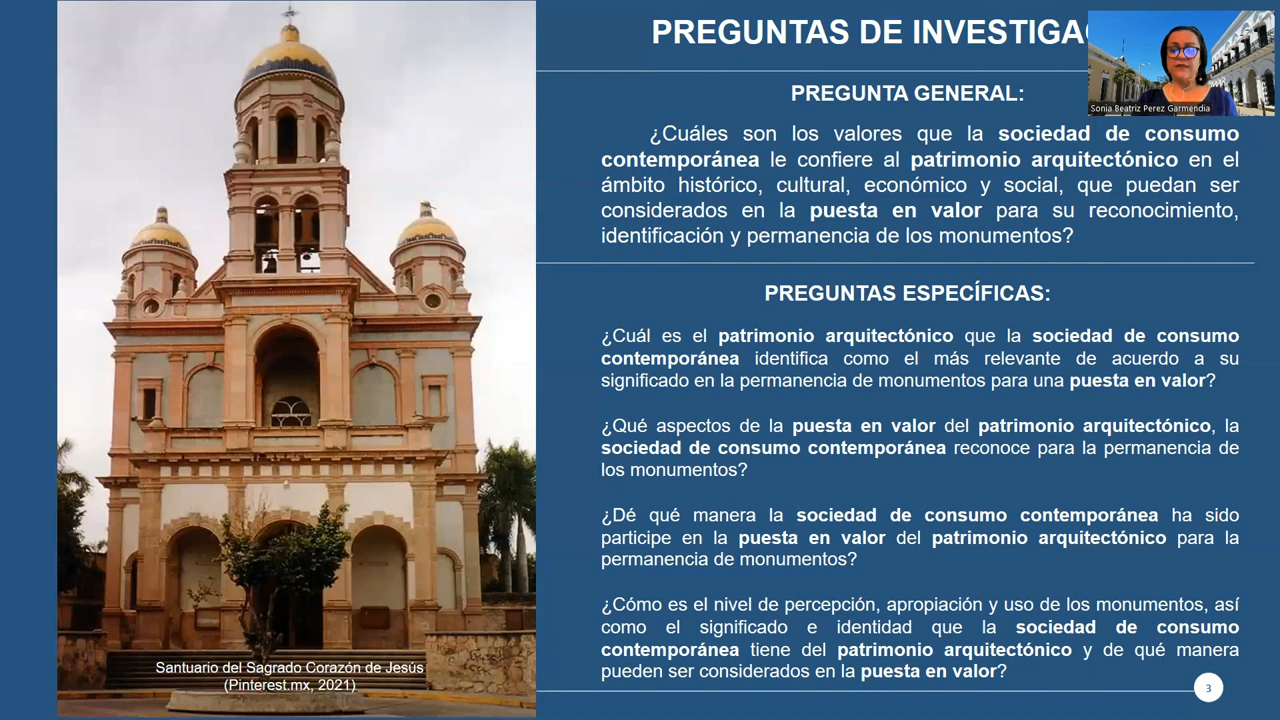 PREGUNTAS DE INVESTIGA
Sonia Beatriz Perez Garmendia
PREGUNTA GENERAL:
¿Cuáles son los valores que la sociedad de consumo
contemporánea le confiere al patrimonio arquitectónico en el
ámbito histórico, cultural, económico y social, que puedan ser
considerados en la puesta en valor para su reconocimiento,
identificación y permanencia de los monumentos?
PREGUNTAS ESPECÍFICAS:
¿Cuál es el patrimonio arquitectónico que la sociedad de consumo
contemporánea identifica como el más relevante de acuerdo a su
significado en la permanencia de monumentos para una puesta en valor?
¿Qué aspectos de la puesta en valor del patrimonio arquitectónico, la
sociedad de consumo contemporánea reconoce para la permanencia de
los monumentos?
¿Dé qué manera la sociedad de consumo contemporánea ha sido
participe en la puesta en valor del patrimonio arquitectónico para la
permanencia de monumentos?
¿Cómo es el nivel de percepción, apropiación y uso de los monumentos, así
como el significado e identidad que la sociedad de consumo
contemporánea tiene del patrimonio arquitectónico y de qué manera
pueden ser considerados en la puesta en valor?
Santuario del Sagrado Corazón de Jesús
(Pinterest.mx, 2021)
3